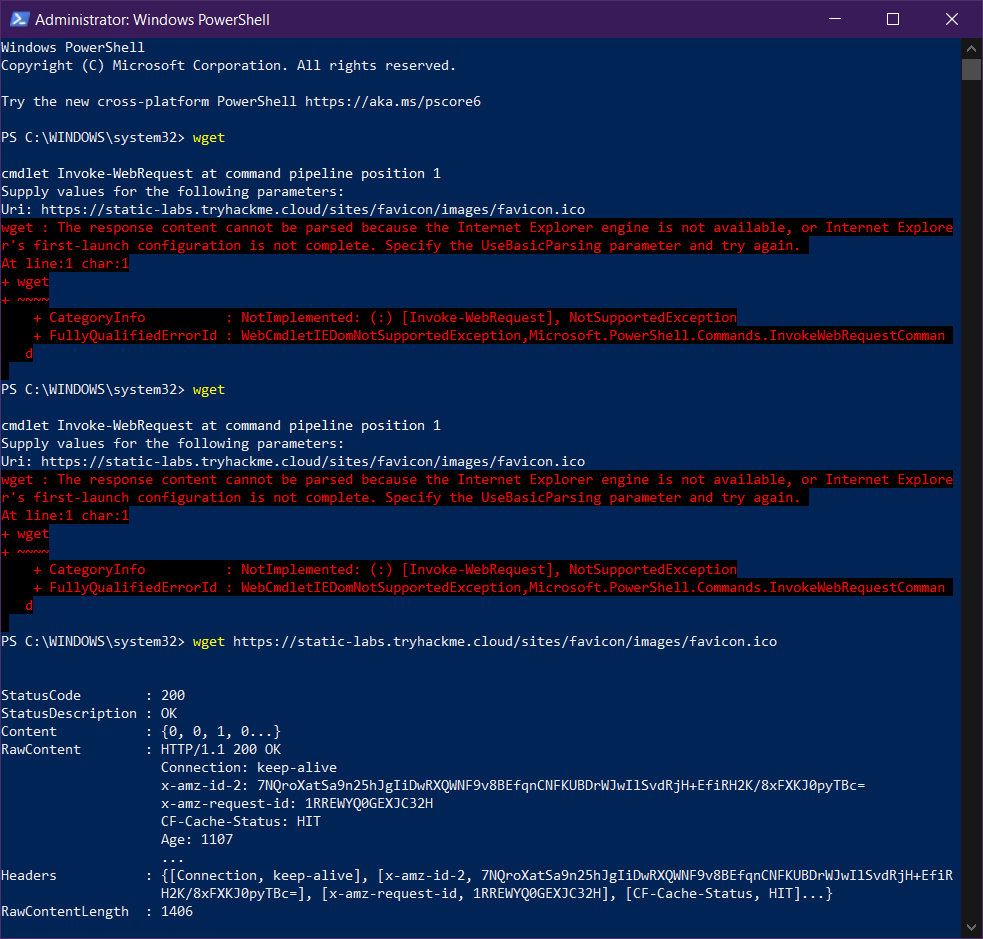 Administrator: Windows PowerShell
Windows PowerShell
Copyright (C) Microsoft Corporation. All rights reserved.
Try the new cross-platform PowerShell https://aka.ms/pscore6
PS C:\WINDOWS\system32> wget
cmdlet Invoke-WebRequest at command pipeline position 1
Supply values for the following parameters:
Uri: https://static-labs.tryhackme.cloud/sites/favicon/images/favicon.ico
wget : The response content cannot be parsed because the Internet Explorer engine is not available, or Internet Explore
r's first-launch configuration is not complete. Specify the UseBasicParsing parameter and try again.
At line:1 char:1
+ wget
+ ~~~~
    + CategoryInfo          : NotImplemented: (:) [Invoke-WebRequest], NotSupportedException
    + FullyQualifiedErrorId : WebCmdletIEDomNotSupportedException,Microsoft.PowerShell.Commands.InvokeWebRequestComman
   d
PS C:\WINDOWS\system32> wget
cmdlet Invoke-WebRequest at command pipeline position 1
Supply values for the following parameters:
Uri: https://static-labs.tryhackme.cloud/sites/favicon/images/favicon.ico
wget : The response content cannot be parsed because the Internet Explorer engine is not available, or Internet Explore
r's first-launch configuration is not complete. Specify the UseBasicParsing parameter and try again.
At line:1 char:1
+ wget
+ ~~~~
    + CategoryInfo          : NotImplemented: (:) [Invoke-WebRequest], NotSupportedException
    + FullyQualifiedErrorId : WebCmdletIEDomNotSupportedException,Microsoft.PowerShell.Commands.InvokeWebRequestComman
   d
PS C:\WINDOWS\system32> wget https://static-labs.tryhackme.cloud/sites/favicon/images/favicon.ico
StatusCode        : 200
StatusDescription : OK
Content           : {0, 0, 1, 0...}
RawContent        : HTTP/1.1 200 OK
                    Connection: keep-alive
                    x-amz-id-2: 7NQroXatSa9n25hJgIiDwRXQWNF9v8BEfqnCNFKUBDrWJwIlSvdRjH+EfiRH2K/8xFXKJ0pyTBc=
                    x-amz-request-id: 1RREWYQ0GEXJC32H
                    CF-Cache-Status: HIT
                    Age: 1107
                    ...
Headers           : {[Connection, keep-alive], [x-amz-id-2, 7NQroXatSa9n25hJgIiDwRXQWNF9v8BEfqnCNFKUBDrWJwIlSvdRjH+EfiR
                    H2K/8xFXKJ0pyTBc=], [x-amz-request-id, 1RREWYQ0GEXJC32H], [CF-Cache-Status, HIT]...}
RawContentLength  : 1406